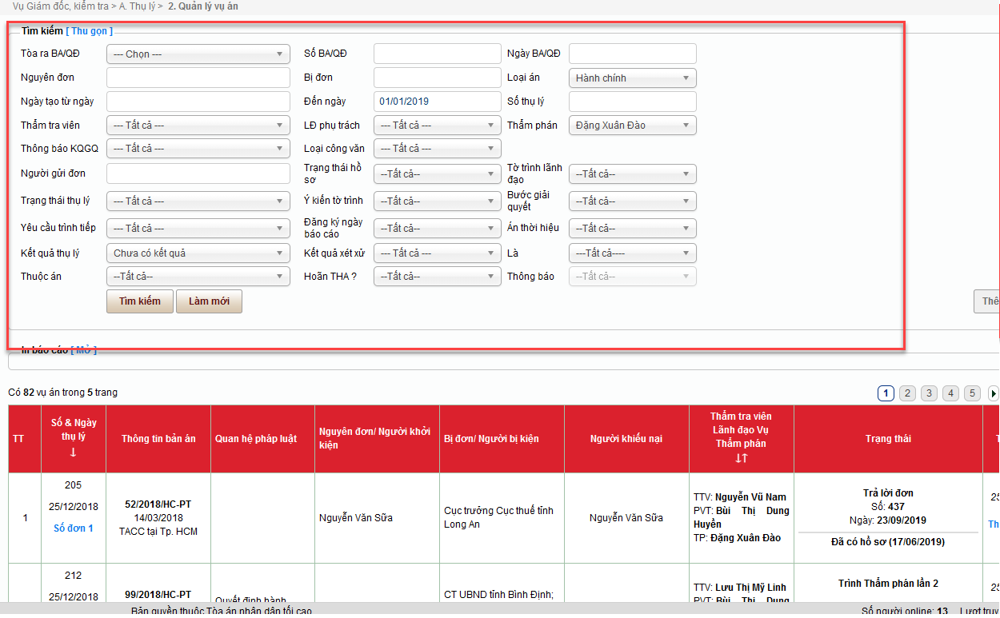 Vụ Giám đốc, kiểm tra > A. Thụ lý > 2. Quản lý vụ án
Tìm kiếm [ Thu gọn ]
Tòa ra BA/QĐ --- Chọn --- Số BA/QĐ Ngày BA/QĐ
Nguyên đơn Bị đơn Loại án Hành chính
Ngày tạo từ ngày Đến ngày 01/01/2019 Số thụ lý
Thẩm tra viên --- Tất cả --- LĐ phụ trách --- Tất cả --- Thẩm phán Đặng Xuân Đào
Thông báo KQGQ --- Tất cả --- Loại công văn --- Tất cả ---
Người gửi đơn Trạng thái hồ sơ --Tất cả-- Tờ trình lãnh đạo --Tất cả--
Trạng thái thụ lý --- Tất cả --- Ý kiến tờ trình --Tất cả-- Bước giải quyết --Tất cả--
Yêu cầu trình tiếp --- Tất cả --- Đăng ký ngày báo cáo --Tất cả-- Án thời hiệu --Tất cả--
Kết quả thụ lý Chưa có kết quả Kết quả xét xử --- Tất cả --- Là ---Tất cả----
Thuộc án --Tất cả-- Hoãn THA ? --Tất cả-- Thông báo --Tất cả--
Tìm kiếm Làm mới
In báo cáo [ Mở ]
Có 82 vụ án trong 5 trang
1 2 3 4 5
TT
Số & Ngày
thụ lý
Thông tin bản án
Quan hệ pháp luật
Nguyên đơn/ Người khởi
kiện
Bị đơn/ Người bị kiện
Người khiếu nại
Thẩm tra viên
Lãnh đạo Vụ
Thẩm phán
Trạng thái
1
205
25/12/2018
Số đơn 1
52/2018/HC-PT
14/03/2018
TACC tại Tp. HCM
Nguyễn Văn Sữa
Cục trưởng Cục thuế tỉnh
Long An
Nguyễn Văn Sữa
TTV: Nguyễn Vũ Nam
PVT: Bùi Thị Dung
Huyền
TP: Đặng Xuân Đào
Trả lời đơn
Số: 437
Ngày: 23/09/2019
Đã có hồ sơ (17/06/2019)
212
25/12/2018
99/2018/HC-PT
Quyết định hành
CT UBND tỉnh Bình Định;
TTV: Lưu Thị Mỹ Linh
PVT: Bùi Thị Dung
Trình Thẩm phán lần 2
Bản quyền thuộc Tòa án nhân dân tối cao
Số người online: 13